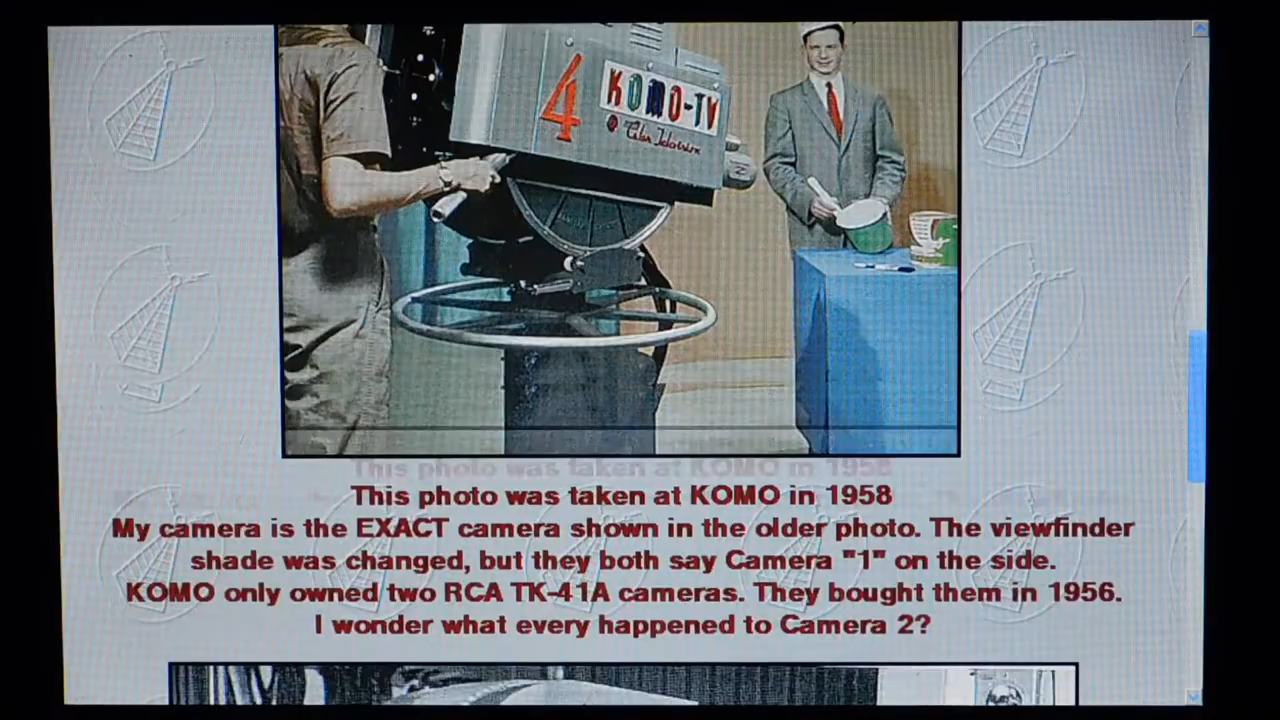 4
KOMO-TV
Color Television
This photo was taken at KOMO in 1958
This photo was taken at KOMO in 1958
My camera is the EXACT camera shown in the older photo. The viewfinder
shade was changed, but they both say Camera "1" on the side.
KOMO only owned two RCA TK-41A cameras. They bought them in 1956.
I wonder what every happened to Camera 2?